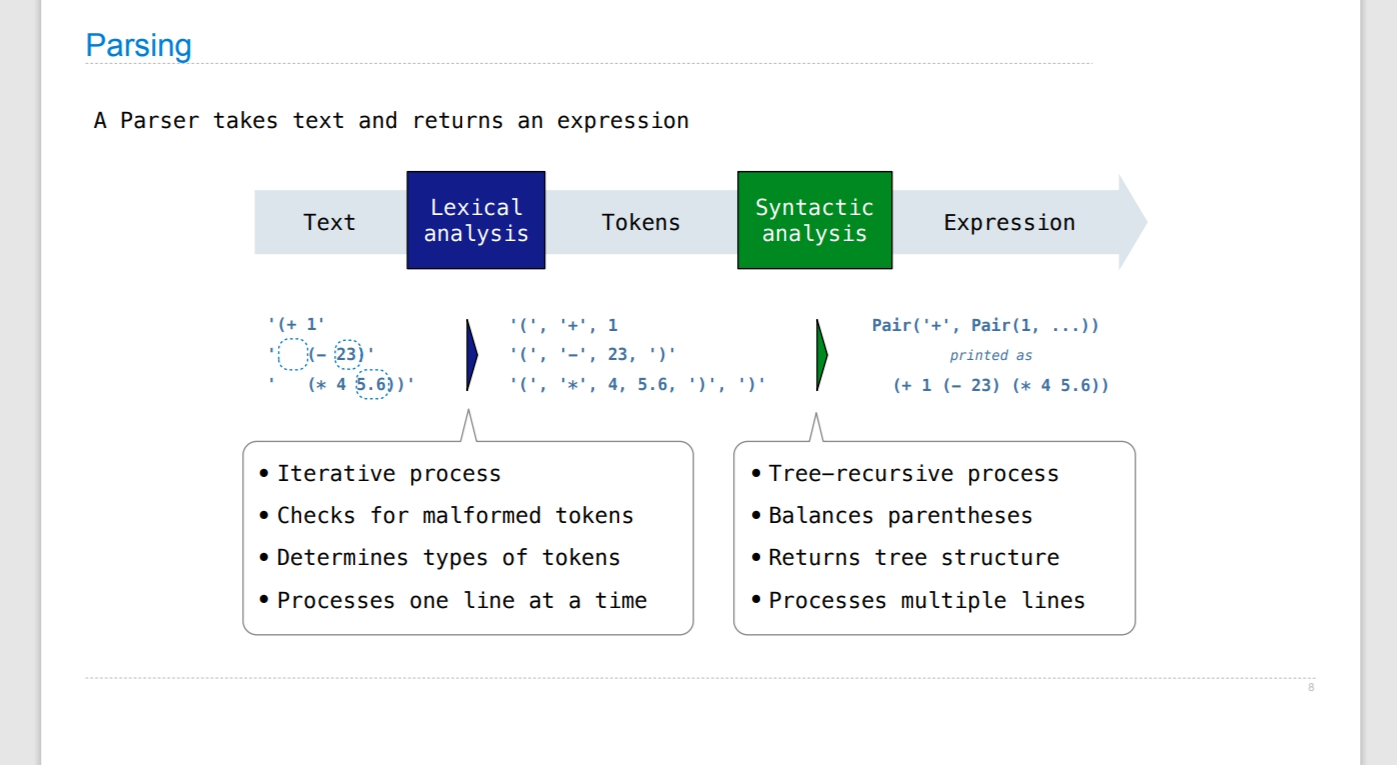 Parsing
A Parser takes text and returns an expression
Text
Lexical
analysis
Tokens
Syntactic
analysis
Expression
'(+ 1'
'   (− 23)'
'   (* 4 5.6))'
'(', '+', 1
'(', '−', 23, ')'
'(', '*', 4, 5.6, ')', ')'
Pair('+', Pair(1, ...))
printed as
(+ 1 (− 23) (* 4 5.6))
• Iterative process
• Checks for malformed tokens
• Determines types of tokens
• Processes one line at a time
• Tree−recursive process
• Balances parentheses
• Returns tree structure
• Processes multiple lines
8